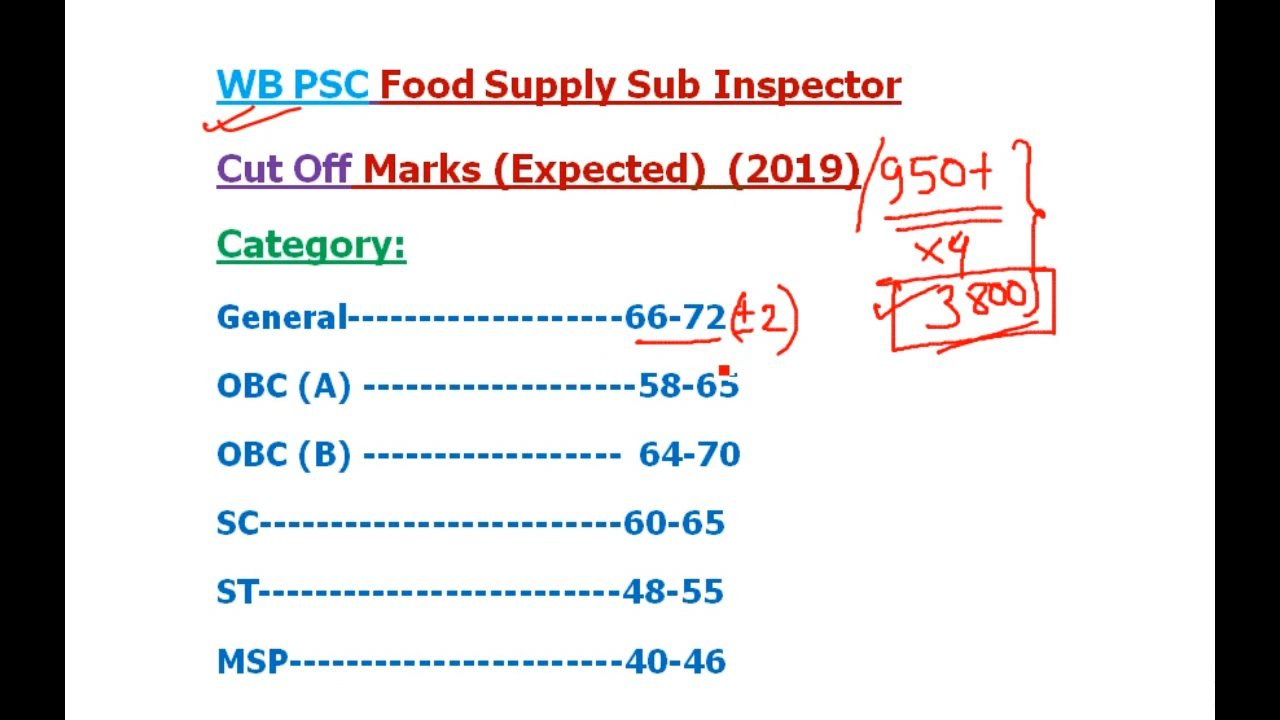 WB PSC Food Supply Sub Inspector
Cut Off Marks (Expected) (2019)
950+
×4
3800
Category:
General-------------------66-72 (±2)
OBC (A) -------------------58-65
OBC (B) ------------------ 64-70
SC-------------------------60-65
ST-------------------------48-55
MSP-----------------------40-46